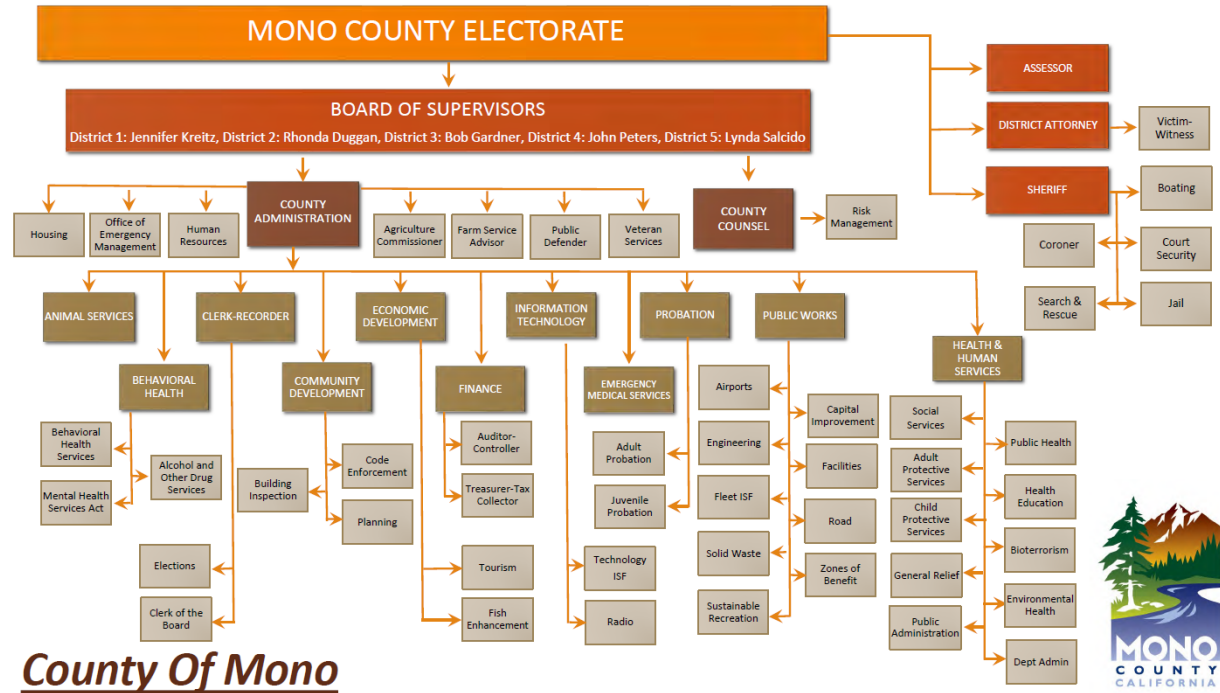 MONO COUNTY ELECTORATE
BOARD OF SUPERVISORS
District 1: Jennifer Kreitz, District 2: Rhonda Duggan, District 3: Bob Gardner, District 4: John Peters, District 5: Lynda Salcido
ASSESSOR
DISTRICT ATTORNEY
Victim-
Witness
SHERIFF
Boating
Coroner
Court
Security
Search &
Rescue
Jail
COUNTY
ADMINISTRATION
COUNTY
COUNSEL
Risk
Management
Housing
Office of
Emergency
Management
Human
Resources
Agriculture
Commissioner
Farm Service
Advisor
Public
Defender
Veteran
Services
ANIMAL SERVICES
CLERK-RECORDER
ECONOMIC
DEVELOPMENT
INFORMATION
TECHNOLOGY
PROBATION
PUBLIC WORKS
HEALTH &
HUMAN
SERVICES
BEHAVIORAL
HEALTH
COMMUNITY
DEVELOPMENT
FINANCE
EMERGENCY
MEDICAL SERVICES
Behavioral
Health
Services
Alcohol and
Other Drug
Services
Mental Health
Services Act
Elections
Clerk of the
Board
Code
Enforcement
Building
Inspection
Planning
Auditor-
Controller
Treasurer-Tax
Collector
Tourism
Fish
Enhancement
Technology
ISF
Radio
Adult
Probation
Juvenile
Probation
Airports
Capital
Improvement
Engineering
Facilities
Fleet ISF
Road
Solid Waste
Zones of
Benefit
Sustainable
Recreation
Social
Services
Public Health
Adult
Protective
Services
Health
Education
Child
Protective
Services
Bioterrorism
General Relief
Environmental
Health
Public
Administration
Dept Admin
County Of Mono
MONO
COUNTY
CALIFORNIA